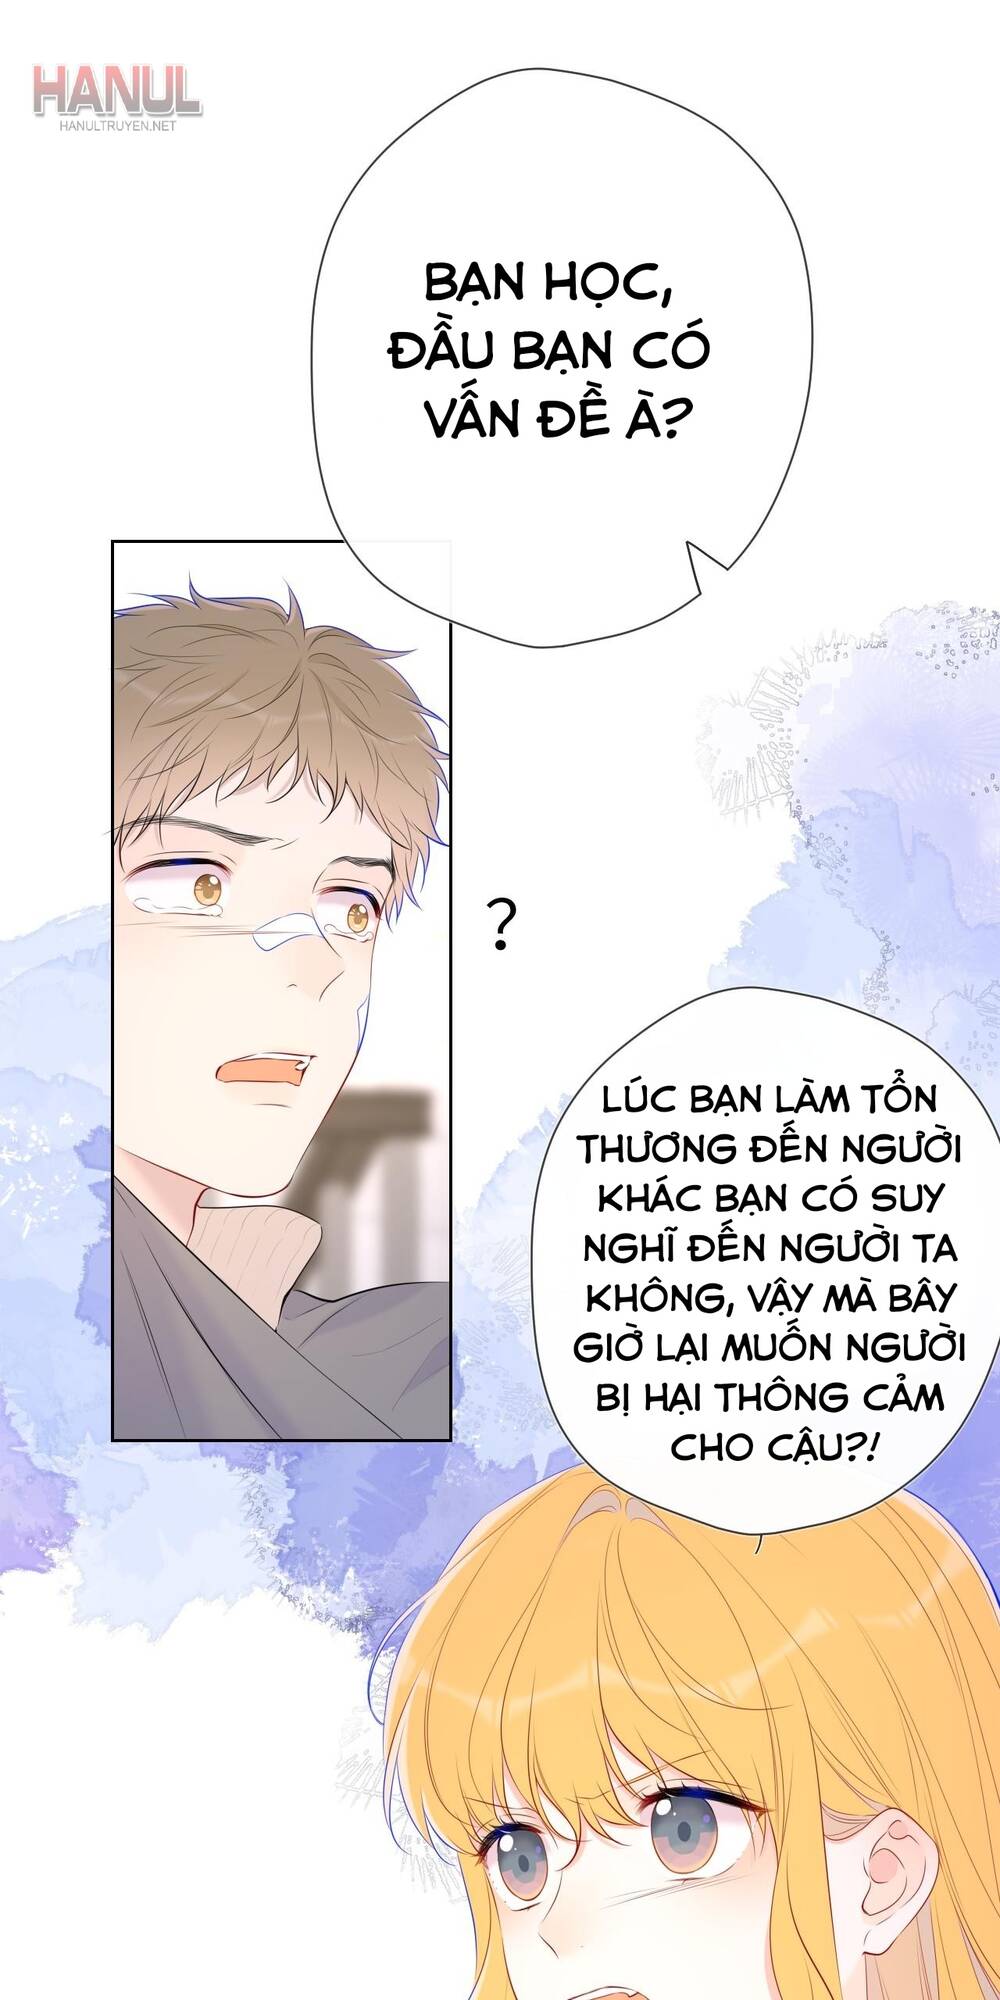 HANUL
HANULTRUYEN.NET
BẠN HỌC,
ĐẦU BẠN CÓ
VẤN ĐỀ À?
?
LÚC BẠN LÀM TỔN
THƯƠNG ĐẾN NGƯỜI
KHÁC BẠN CÓ SUY
NGHĨ ĐẾN NGƯỜI TA
KHÔNG, VẬY MÀ BÂY
GIỜ LẠI MUỐN NGƯỜI
BỊ HẠI THÔNG CẢM
CHO CẬU?!